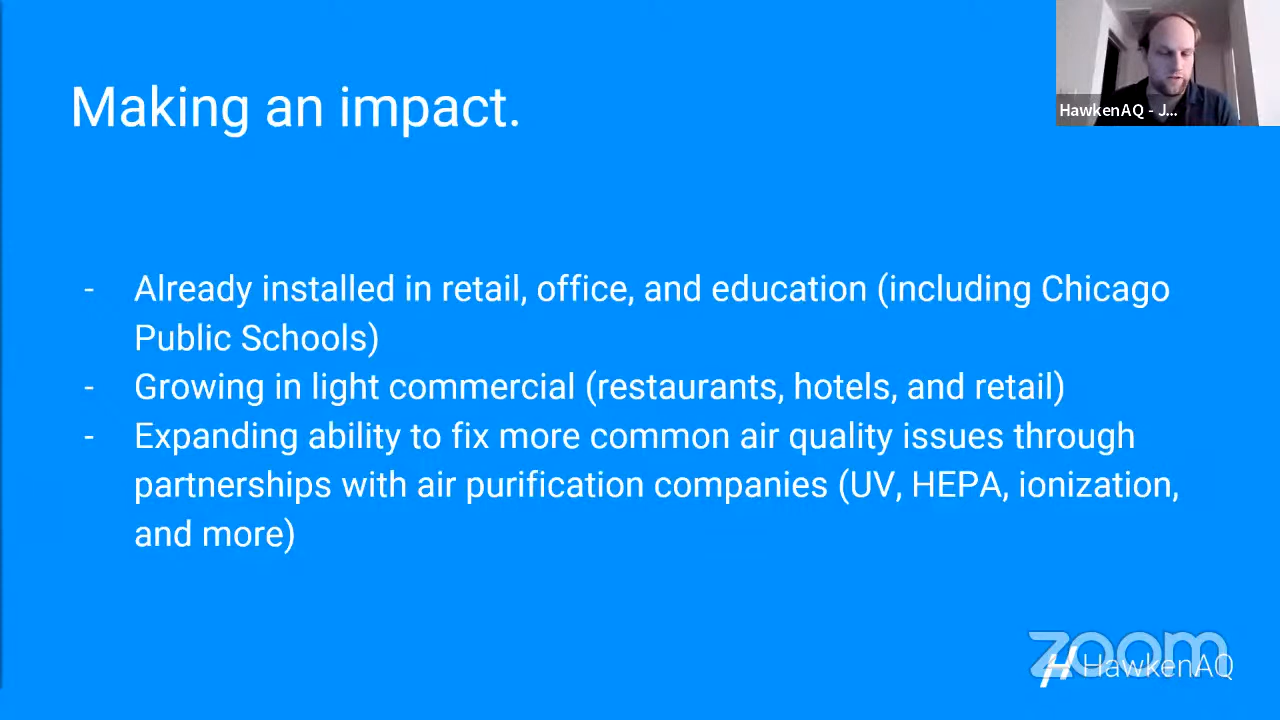 HawkenAQ - J...
Making an impact.
- Already installed in retail, office, and education (including Chicago
Public Schools)
- Growing in light commercial (restaurants, hotels, and retail)
- Expanding ability to fix more common air quality issues through
partnerships with air purification companies (UV, HEPA, ionization,
and more)
zoom
HawkenAQ